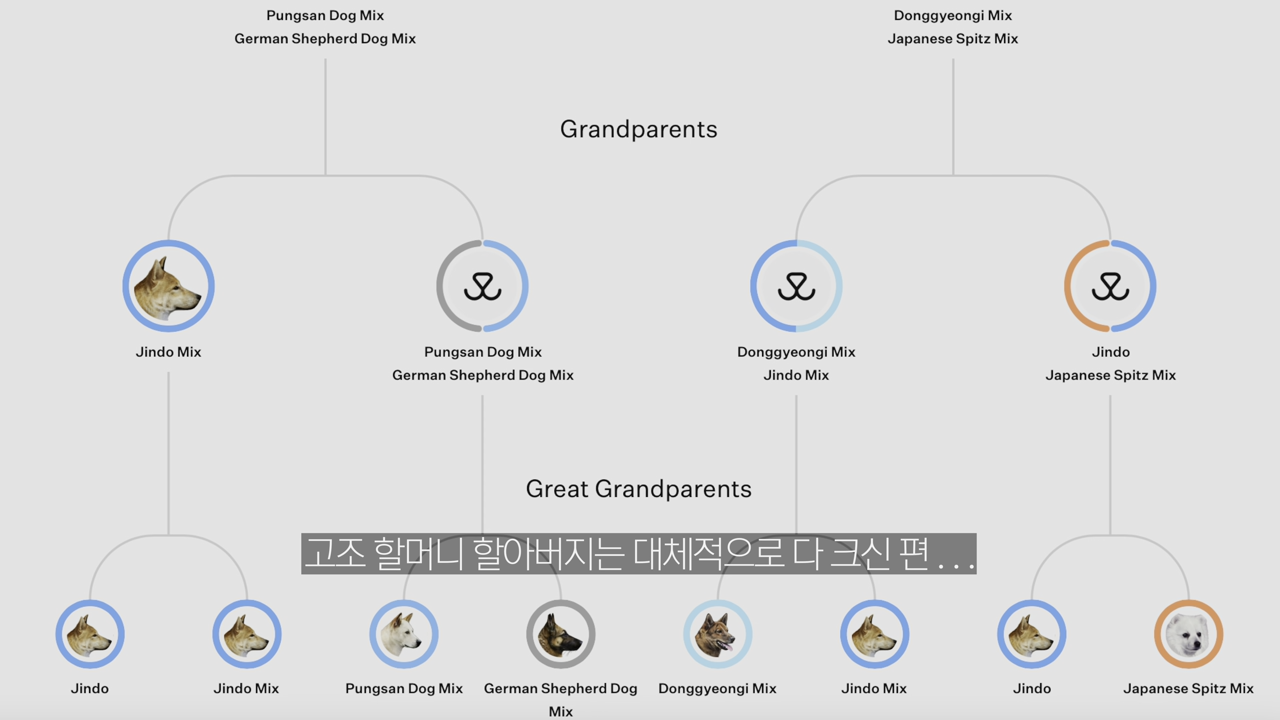 Pungsan Dog Mix
German Shepherd Dog Mix
Donggyeongi Mix
Japanese Spitz Mix
Grandparents
Jindo Mix
Pungsan Dog Mix
German Shepherd Dog Mix
Donggyeongi Mix
Jindo Mix
Jindo
Japanese Spitz Mix
Great Grandparents
고조 할머니 할아버지는 대체적으로 다 크신 편 . . .
Jindo
Jindo Mix
Pungsan Dog Mix
German Shepherd Dog
Mix
Donggyeongi Mix
Jindo Mix
Jindo
Japanese Spitz Mix